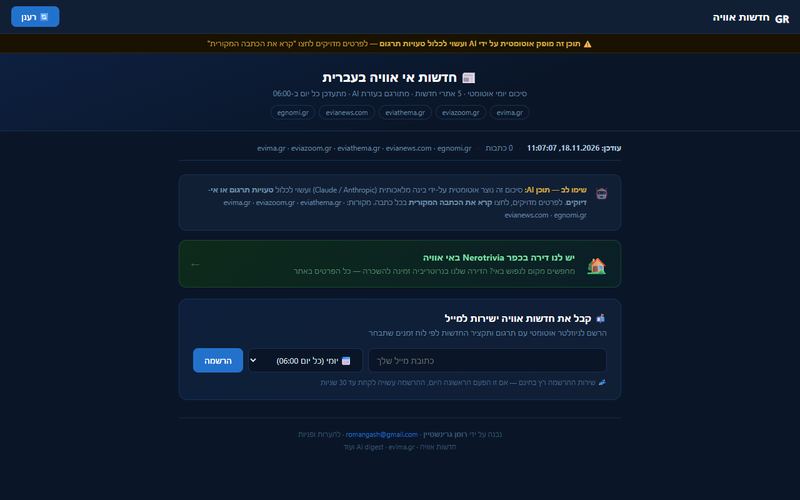 GR חדשות אוויה
רענן
⚠ תוכן זה מופק אוטומטית על ידי AI ועשוי לכלול טעויות תרגום — לפרטים מדויקים לחצו "קרא את הכתבה המקורית"
חדשות אי אוויה בעברית
סיכום יומי אוטומטי · 5 אתרי חדשות · מתורגם בעזרת AI · מתעדכן כל יום ב-06:00
evima.gr
eviazoom.gr
eviathema.gr
evianews.com
egnomi.gr
עודכן: 18.11.2026, 11:07:07 · 0 כתבות · evima.gr · eviazoom.gr · eviathema.gr · evianews.com · egnomi.gr
שימו לב — תוכן AI: סיכום זה נוצר אוטומטית על-ידי בינה מלאכותית (Claude / Anthropic) ועשוי לכלול טעויות תרגום או אי-
דיוקים. לפרטים מדויקים, לחצו קרא את הכתבה המקורית בכל כתבה. מקורות: evima.gr · eviazoom.gr · eviathema.gr ·
evianews.com · egnomi.gr
יש לנו דירה בכפר Nerotrivia באי אוויה
מחפשים מקום לנפוש באי? הדירה שלנו בנרוטריביה זמינה להשכרה — כל הפרטים באתר
←
קבל את חדשות אוויה ישירות למייל
הרשם לניוזלטר אוטומטי עם תרגום ותקציר החדשות לפי לוח זמנים שתבחר
כתובת מייל שלך
יומי (כל יום 06:00)
הרשמה
שירות ההרשמה רץ בחינם — אם זו הפעם הראשונה היום, ההרשמה עשויה לקחת עד 30 שניות
נבנה על ידי רומן גרינשטיין · romangash@gmail.com · להערות ופניות
חדשות אוויה · AI digest · evima.gr ועוד